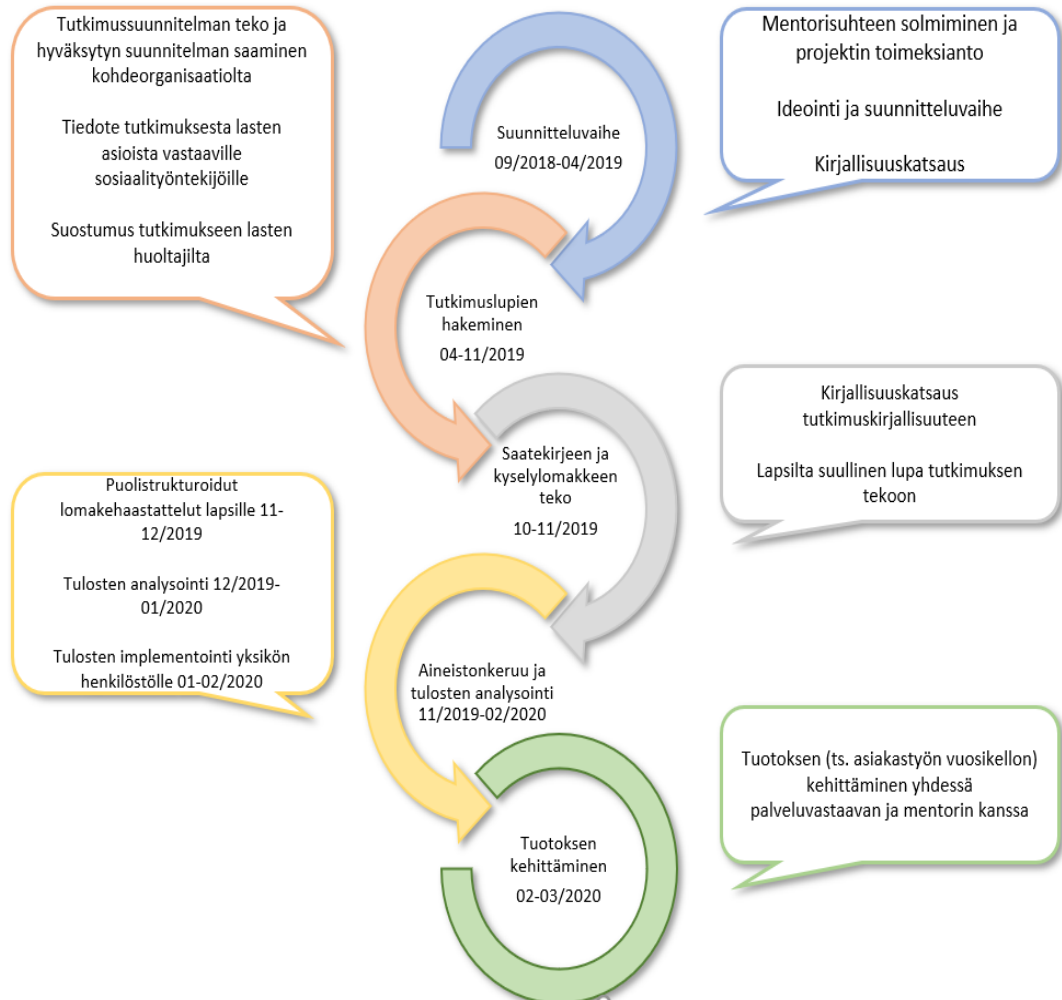 Tutkimussuunnitelman teko ja
hyväksytyn suunnitelman saaminen
kohdeorganisaatiolta
Tiedote tutkimuksesta lasten
asioista vastaaville
sosiaalityöntekijöille
Suostumus tutkimukseen lasten
huoltajilta
Suunnitteluvaihe
09/2018-04/2019
Mentorisuhteen solmiminen ja
projektin toimeksianto
Ideointi ja suunnitteluvaihe
Kirjallisuuskatsaus
Tutkimuslupien
hakeminen
04-11/2019
Saatekirjeen ja
kyselylomakkeen
teko
10-11/2019
Kirjallisuuskatsaus
tutkimuskirjallisuuteen
Lapsilta suullinen lupa tutkimuksen
tekoon
Puolistrukturoidut
lomakehaastattelut lapsille 11-
12/2019
Tulosten analysointi 12/2019-
01/2020
Tulosten implementointi yksikön
henkilöstölle 01-02/2020
Aineistonkeruu ja
tulosten analysointi
11/2019-02/2020
Tuotoksen (ts. asiakastyön vuosikellon)
kehittäminen yhdessä
palveluvastaavan ja mentorin kanssa
Tuotoksen
kehittäminen
02-03/2020